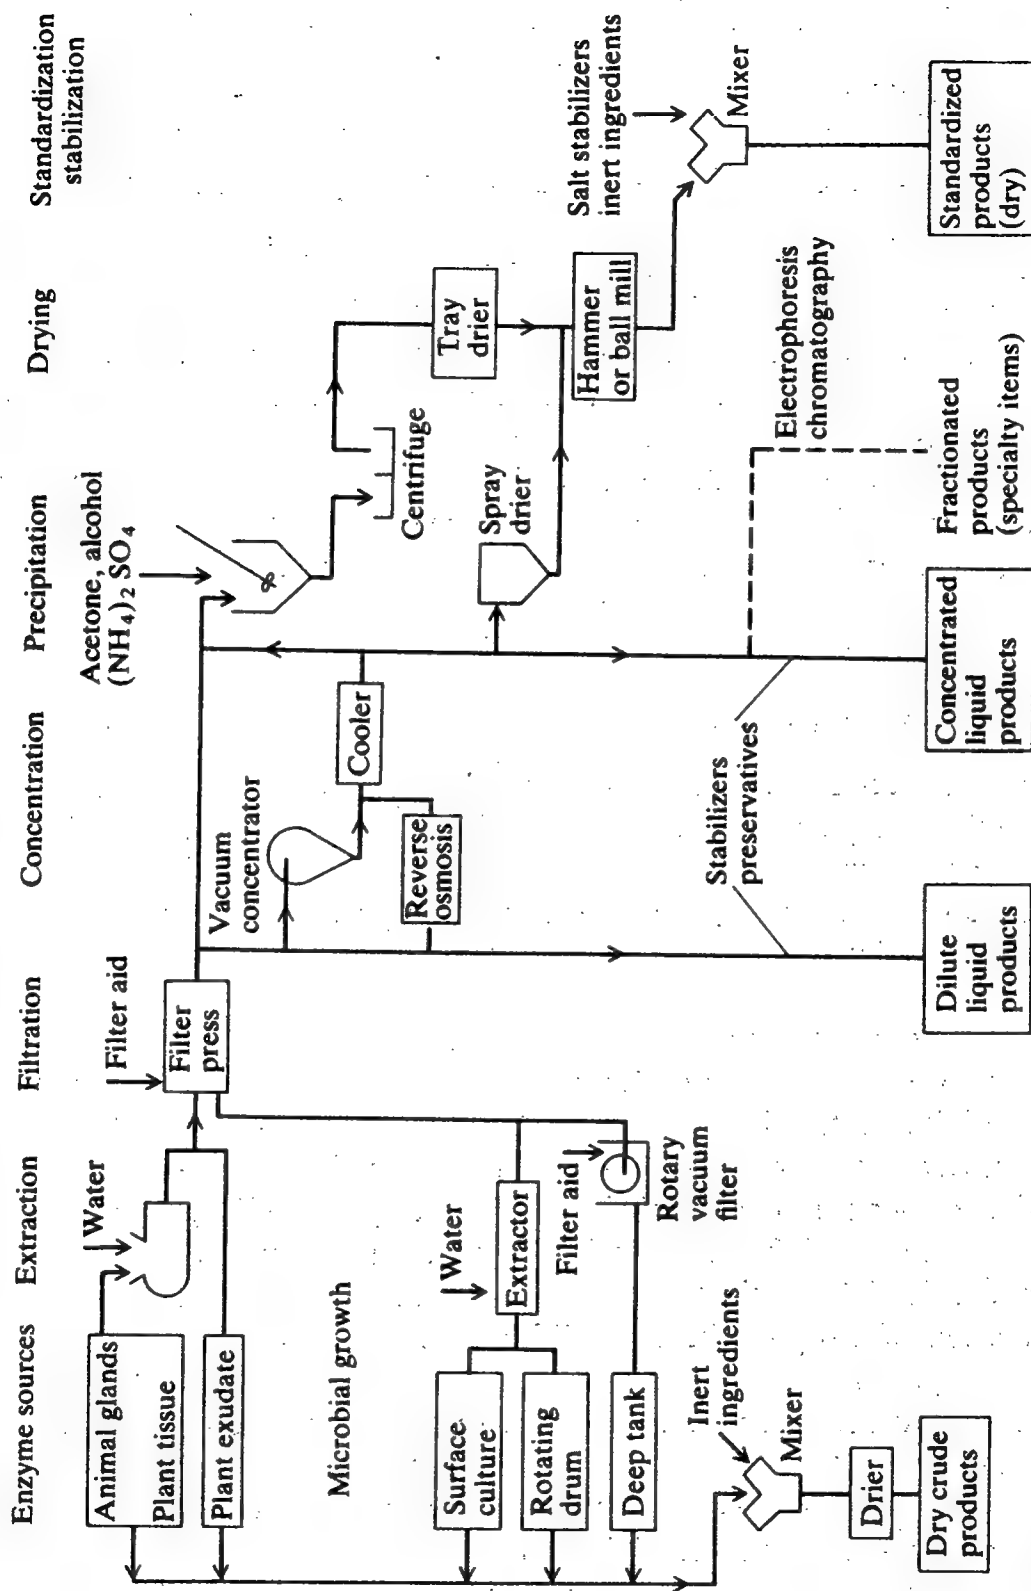 Enzyme sources
Extraction
Filtration
Concentration
Precipitation
Drying
Standardization
stabilization
Animal glands
Plant tissue
Plant exudate
Water
Filter aid
Filter
press
Vacuum
concentrator
Cooler
Reverse
osmosis
Acetone, alcohol
(NH4)2 SO4
Centrifuge
Tray
drier
Spray
drier
Hammer
or ball mill
Salt stabilizers
inert ingredients
Mixer
Microbial growth
Surface
culture
Rotating
drum
Deep tank
Water
Extractor
Filter aid
Rotary
vacuum
filter
Inert
ingredients
Mixer
Drier
Dry crude
products
Stabilizers
preservatives
Dilute
liquid
products
Concentrated
liquid
products
Electrophoresis
chromatography
Fractionated
products
(specialty items)
Standardized
products
(dry)